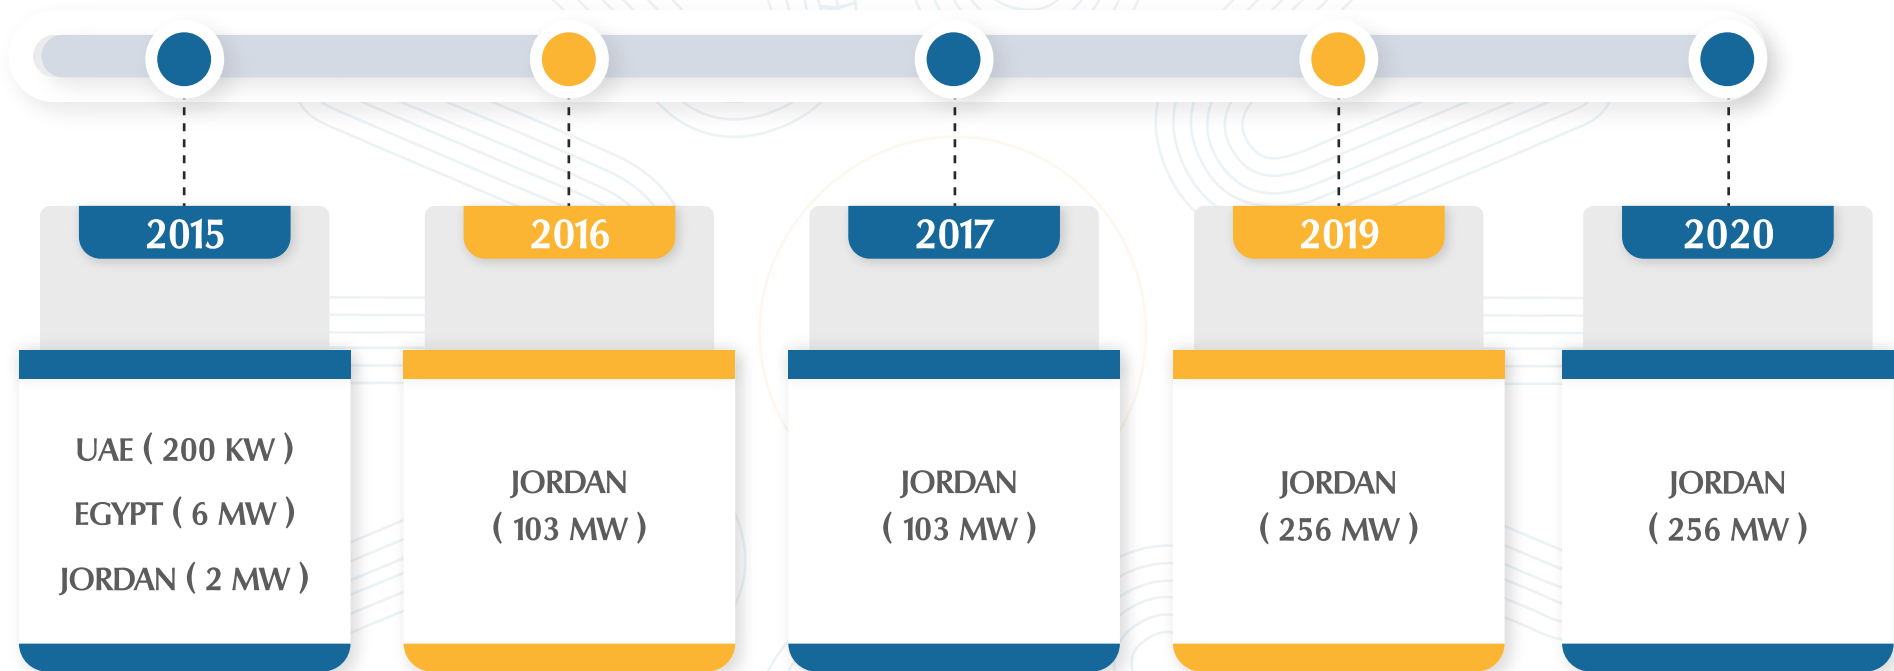 2015
UAE ( 200 KW )
EGYPT ( 6 MW )
JORDAN ( 2 MW )
2016
JORDAN
( 103 MW )
2017
JORDAN
( 103 MW )
2019
JORDAN
( 256 MW )
2020
JORDAN
( 256 MW )